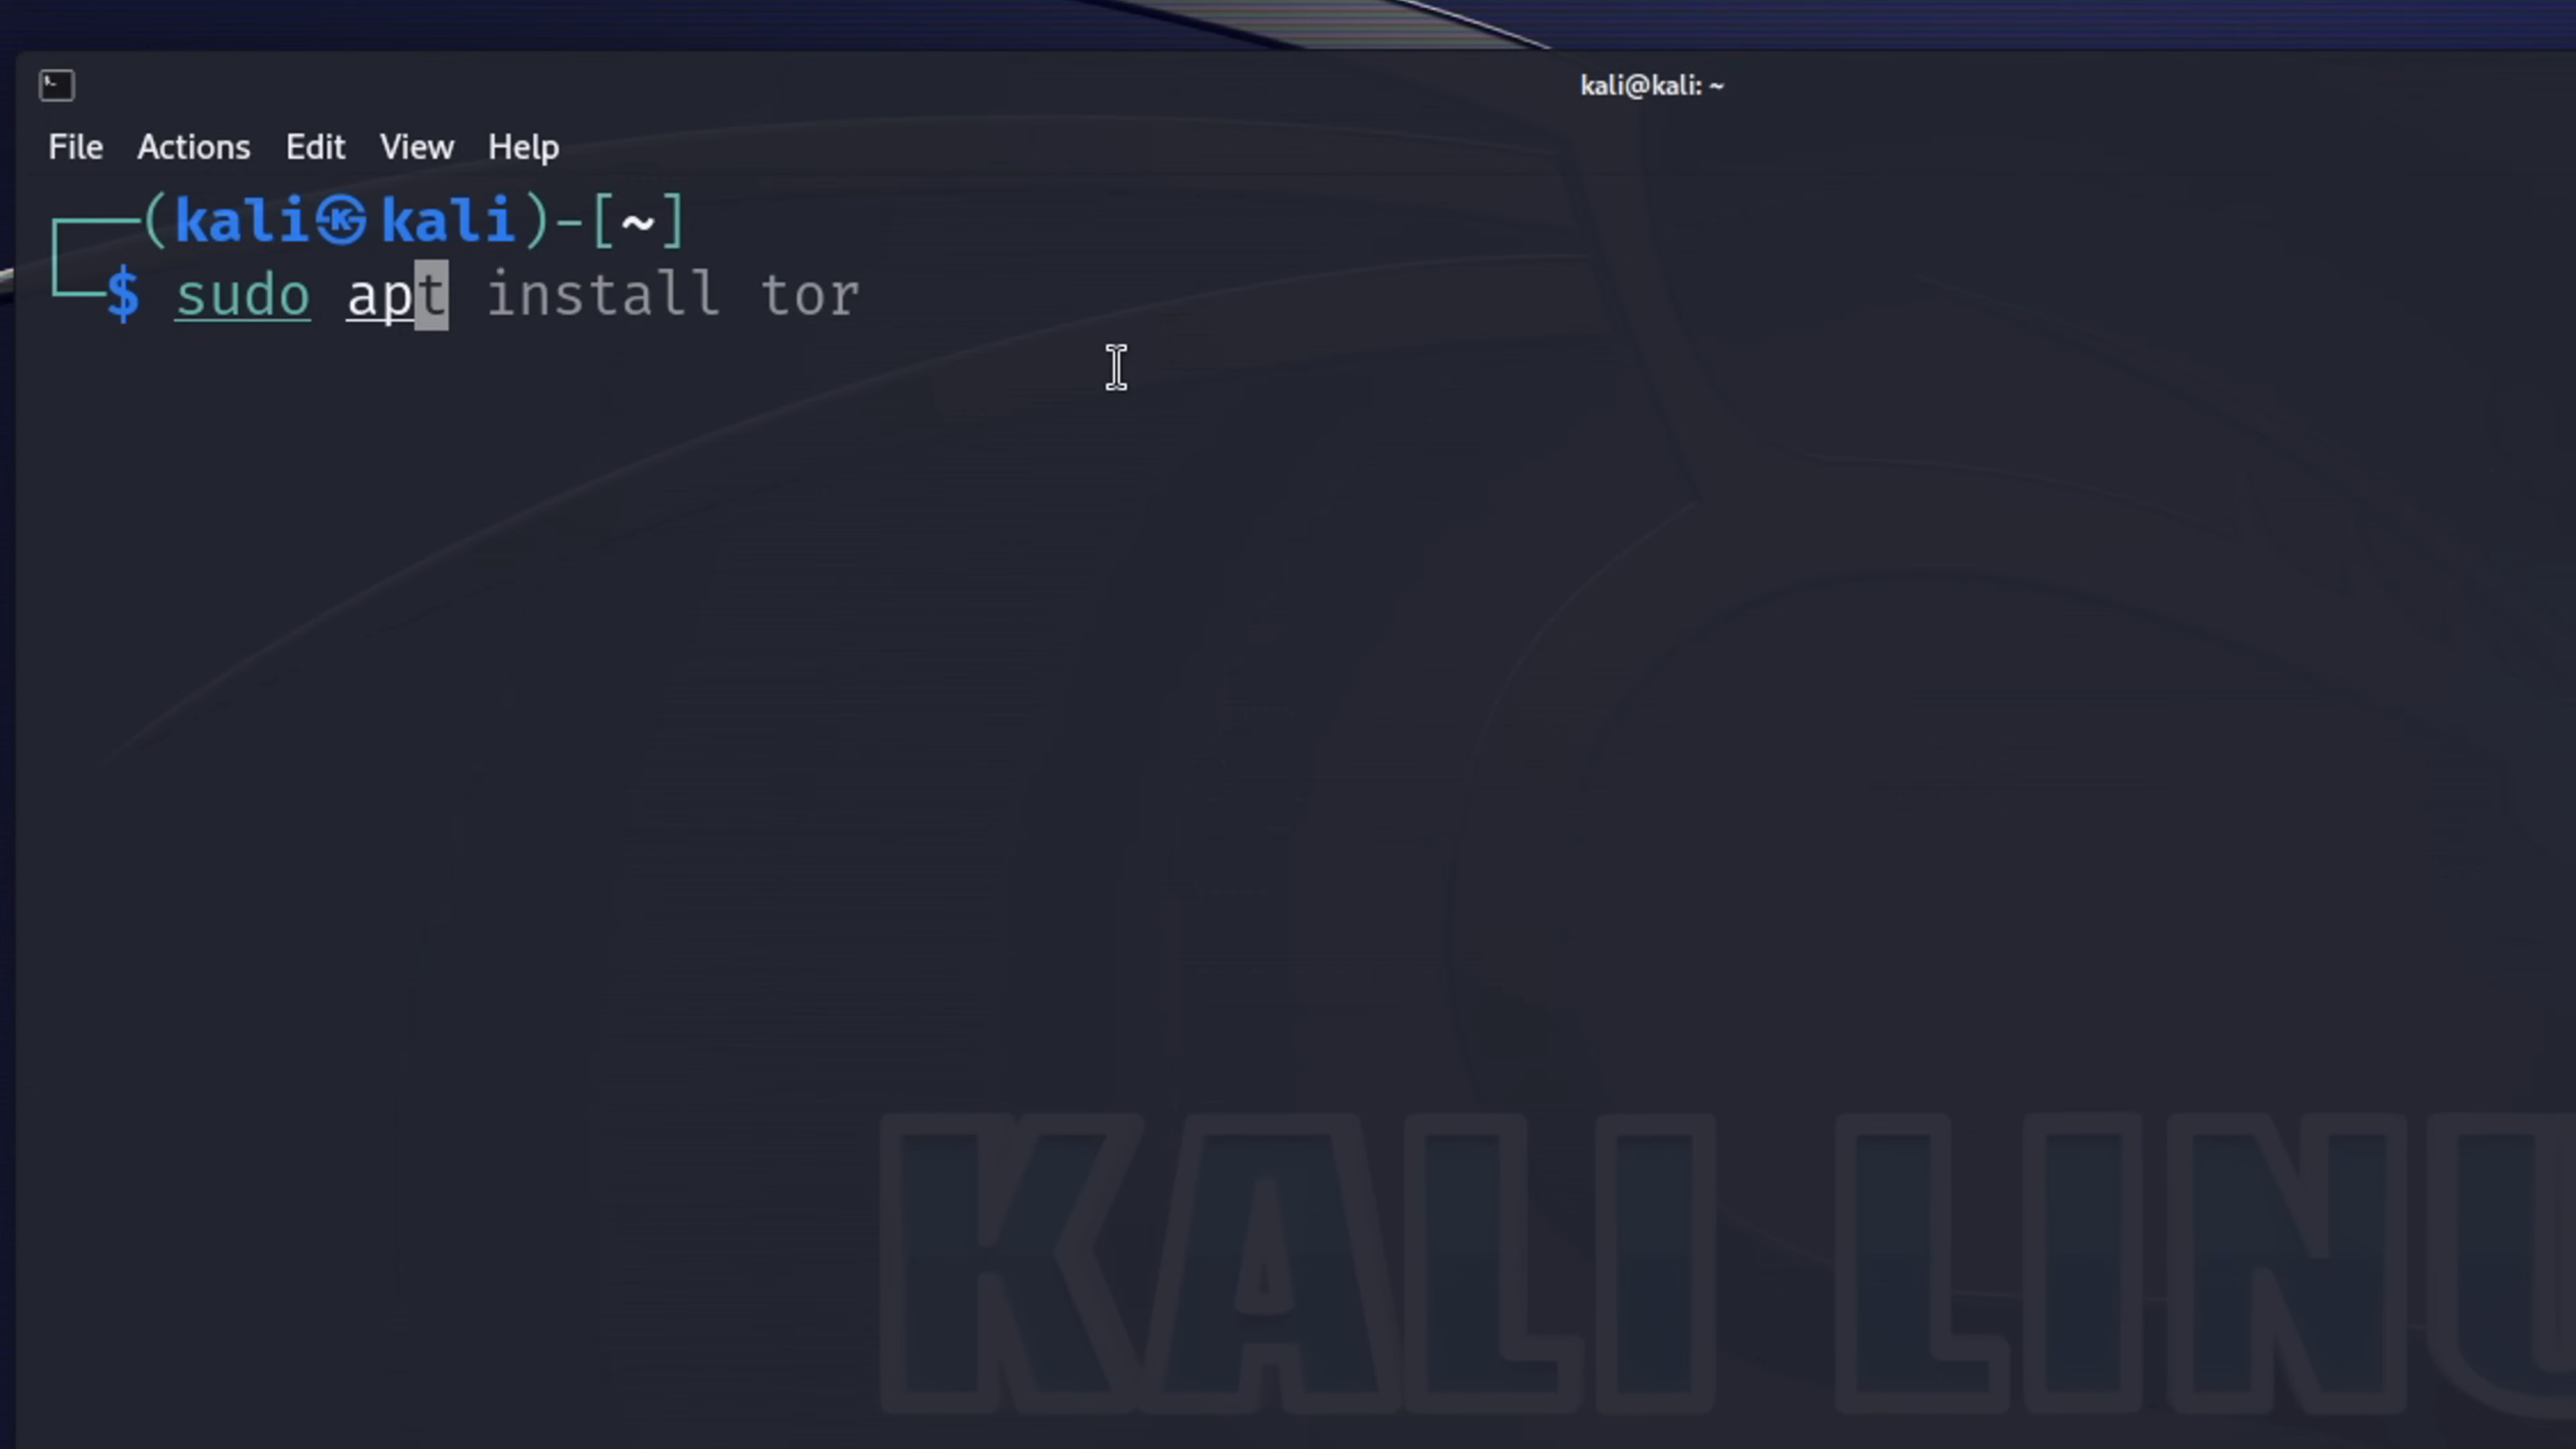 kali@kali: ~
File Actions Edit View Help
┌──(kali㉿kali)-[~]
└─$ sudo apt install tor
KALI LINU